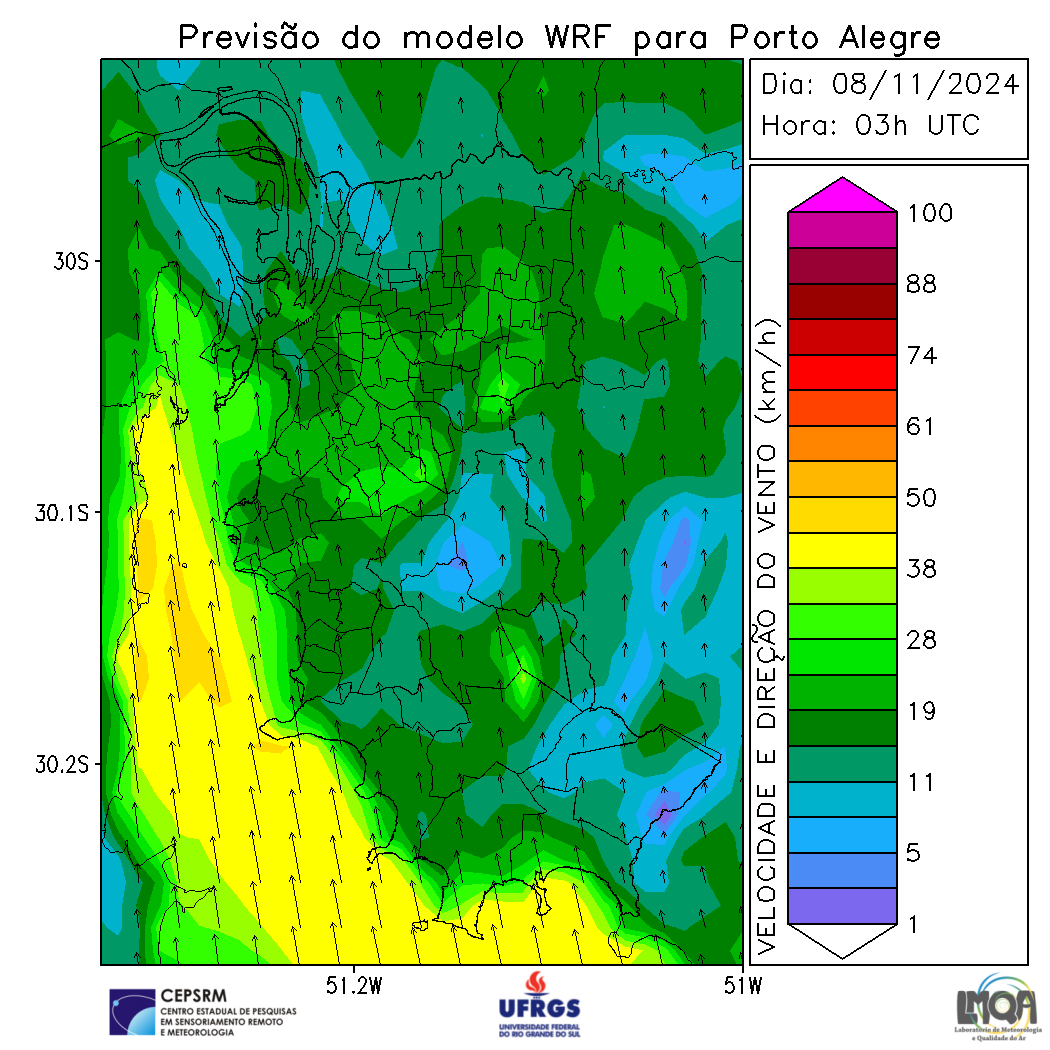 Previsão do modelo WRF para Porto Alegre
Dia: 08/11/2024
Hora: 03h UTC
30S
30.1S
30.2S
51.2W
51W
VELOCIDADE E DIREÇÃO DO VENTO (km/h)
100
88
74
61
50
38
28
19
11
5
1
CEPSRM
CENTRO ESTADUAL DE PESQUISAS
EM SENSORIAMENTO REMOTO
E METEOROLOGIA
UFRGS
UNIVERSIDADE FEDERAL
DO RIO GRANDE DO SUL
LMQA
Laboratório de Meteorologia
e Qualidade do Ar